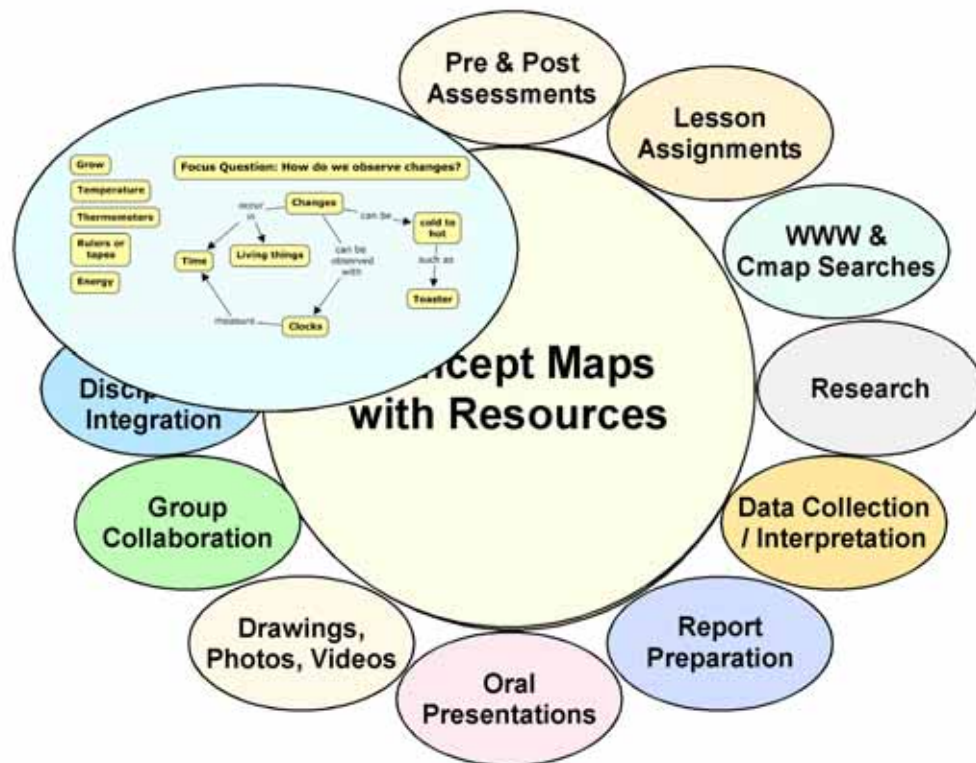 Pre & Post
Assessments
Lesson
Assignments
WWW &
Cmap Searches
Research
Data Collection
/ Interpretation
Report
Preparation
Oral
Presentations
Drawings,
Photos, Videos
Group
Collaboration
Integration
Maps
with Resources
Focus Question: How do we observe changes?
Grow
Temperature
Thermometers
Rulers or
tapes
Energy
Changes
occur
in
can be
cold to
hot
Time
Living things
can be
observed
with
such as
Toaster
measure
Clocks